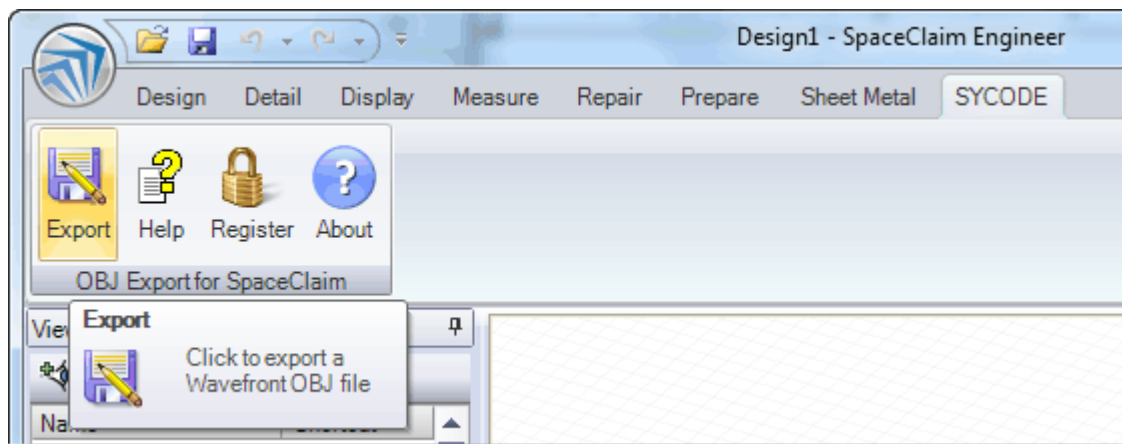 Design1 - SpaceClaim Engineer
Design Detail Display Measure Repair Prepare Sheet Metal SYCODE
Export Help Register About
OBJ Export for SpaceClaim
Export
Click to export a
Wavefront OBJ file